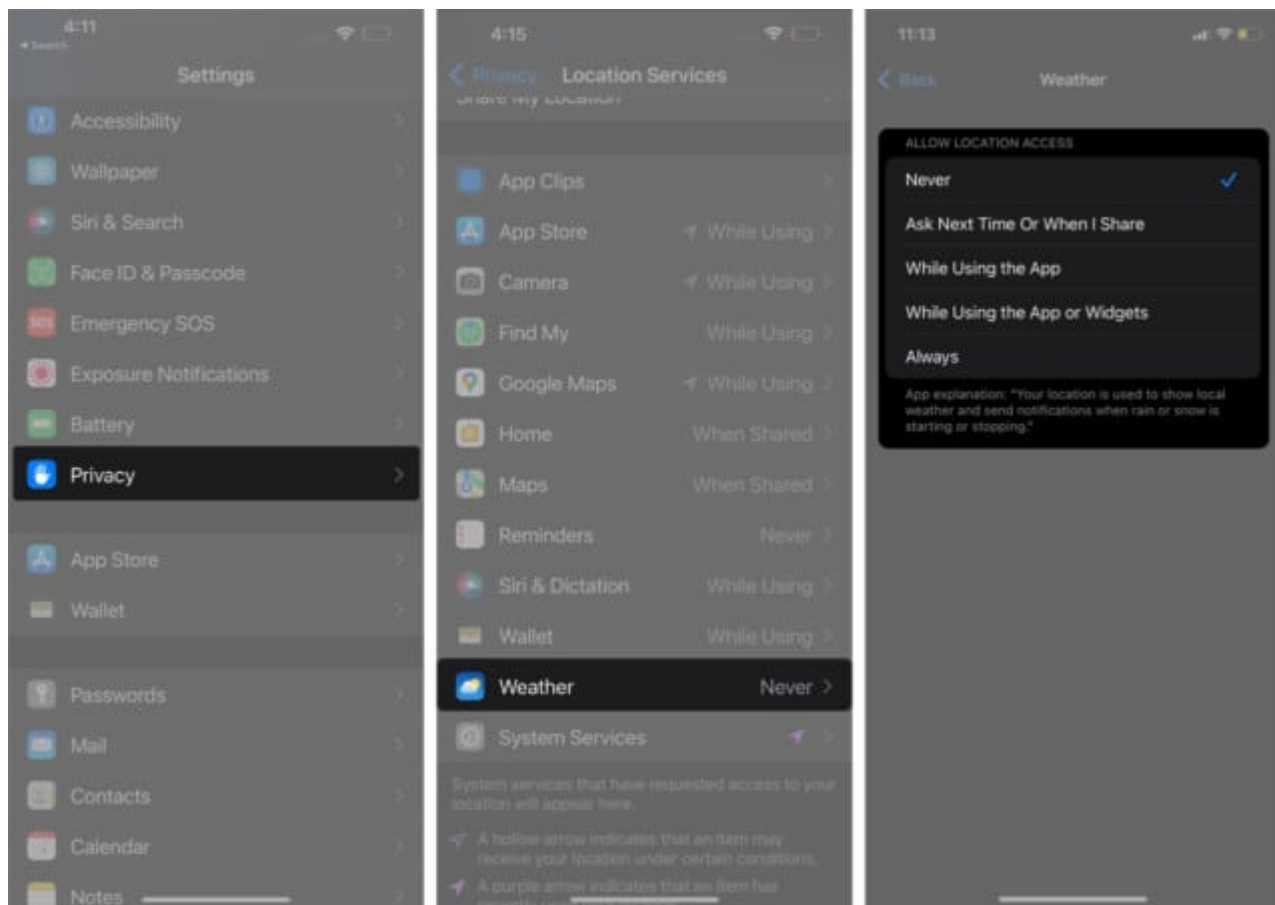 4:11
Search
Settings
Accessibility
Wallpaper
Siri & Search
Face ID & Passcode
SOS
Emergency SOS
Exposure Notifications
Battery
Privacy
App Store
Wallet
Passwords
Mail
Contacts
Calendar
Notes
4:15
Privacy Location Services
Share My Location
App Clips
App Store While Using
Camera While Using
Find My While Using
Google Maps While Using
Home When Shared
Maps When Shared
Reminders Never
Siri & Dictation While Using
Wallet While Using
Weather Never
System Services
System services that have requested access to your
location will appear here.
A hollow arrow indicates that an item may
receive your location under certain conditions.
A purple arrow indicates that an item has
11:13
Back Weather
ALLOW LOCATION ACCESS
Never
Ask Next Time Or When I Share
While Using the App
While Using the App or Widgets
Always
App explanation: "Your location is used to show local
weather and send notifications when rain or snow is
starting or stopping."